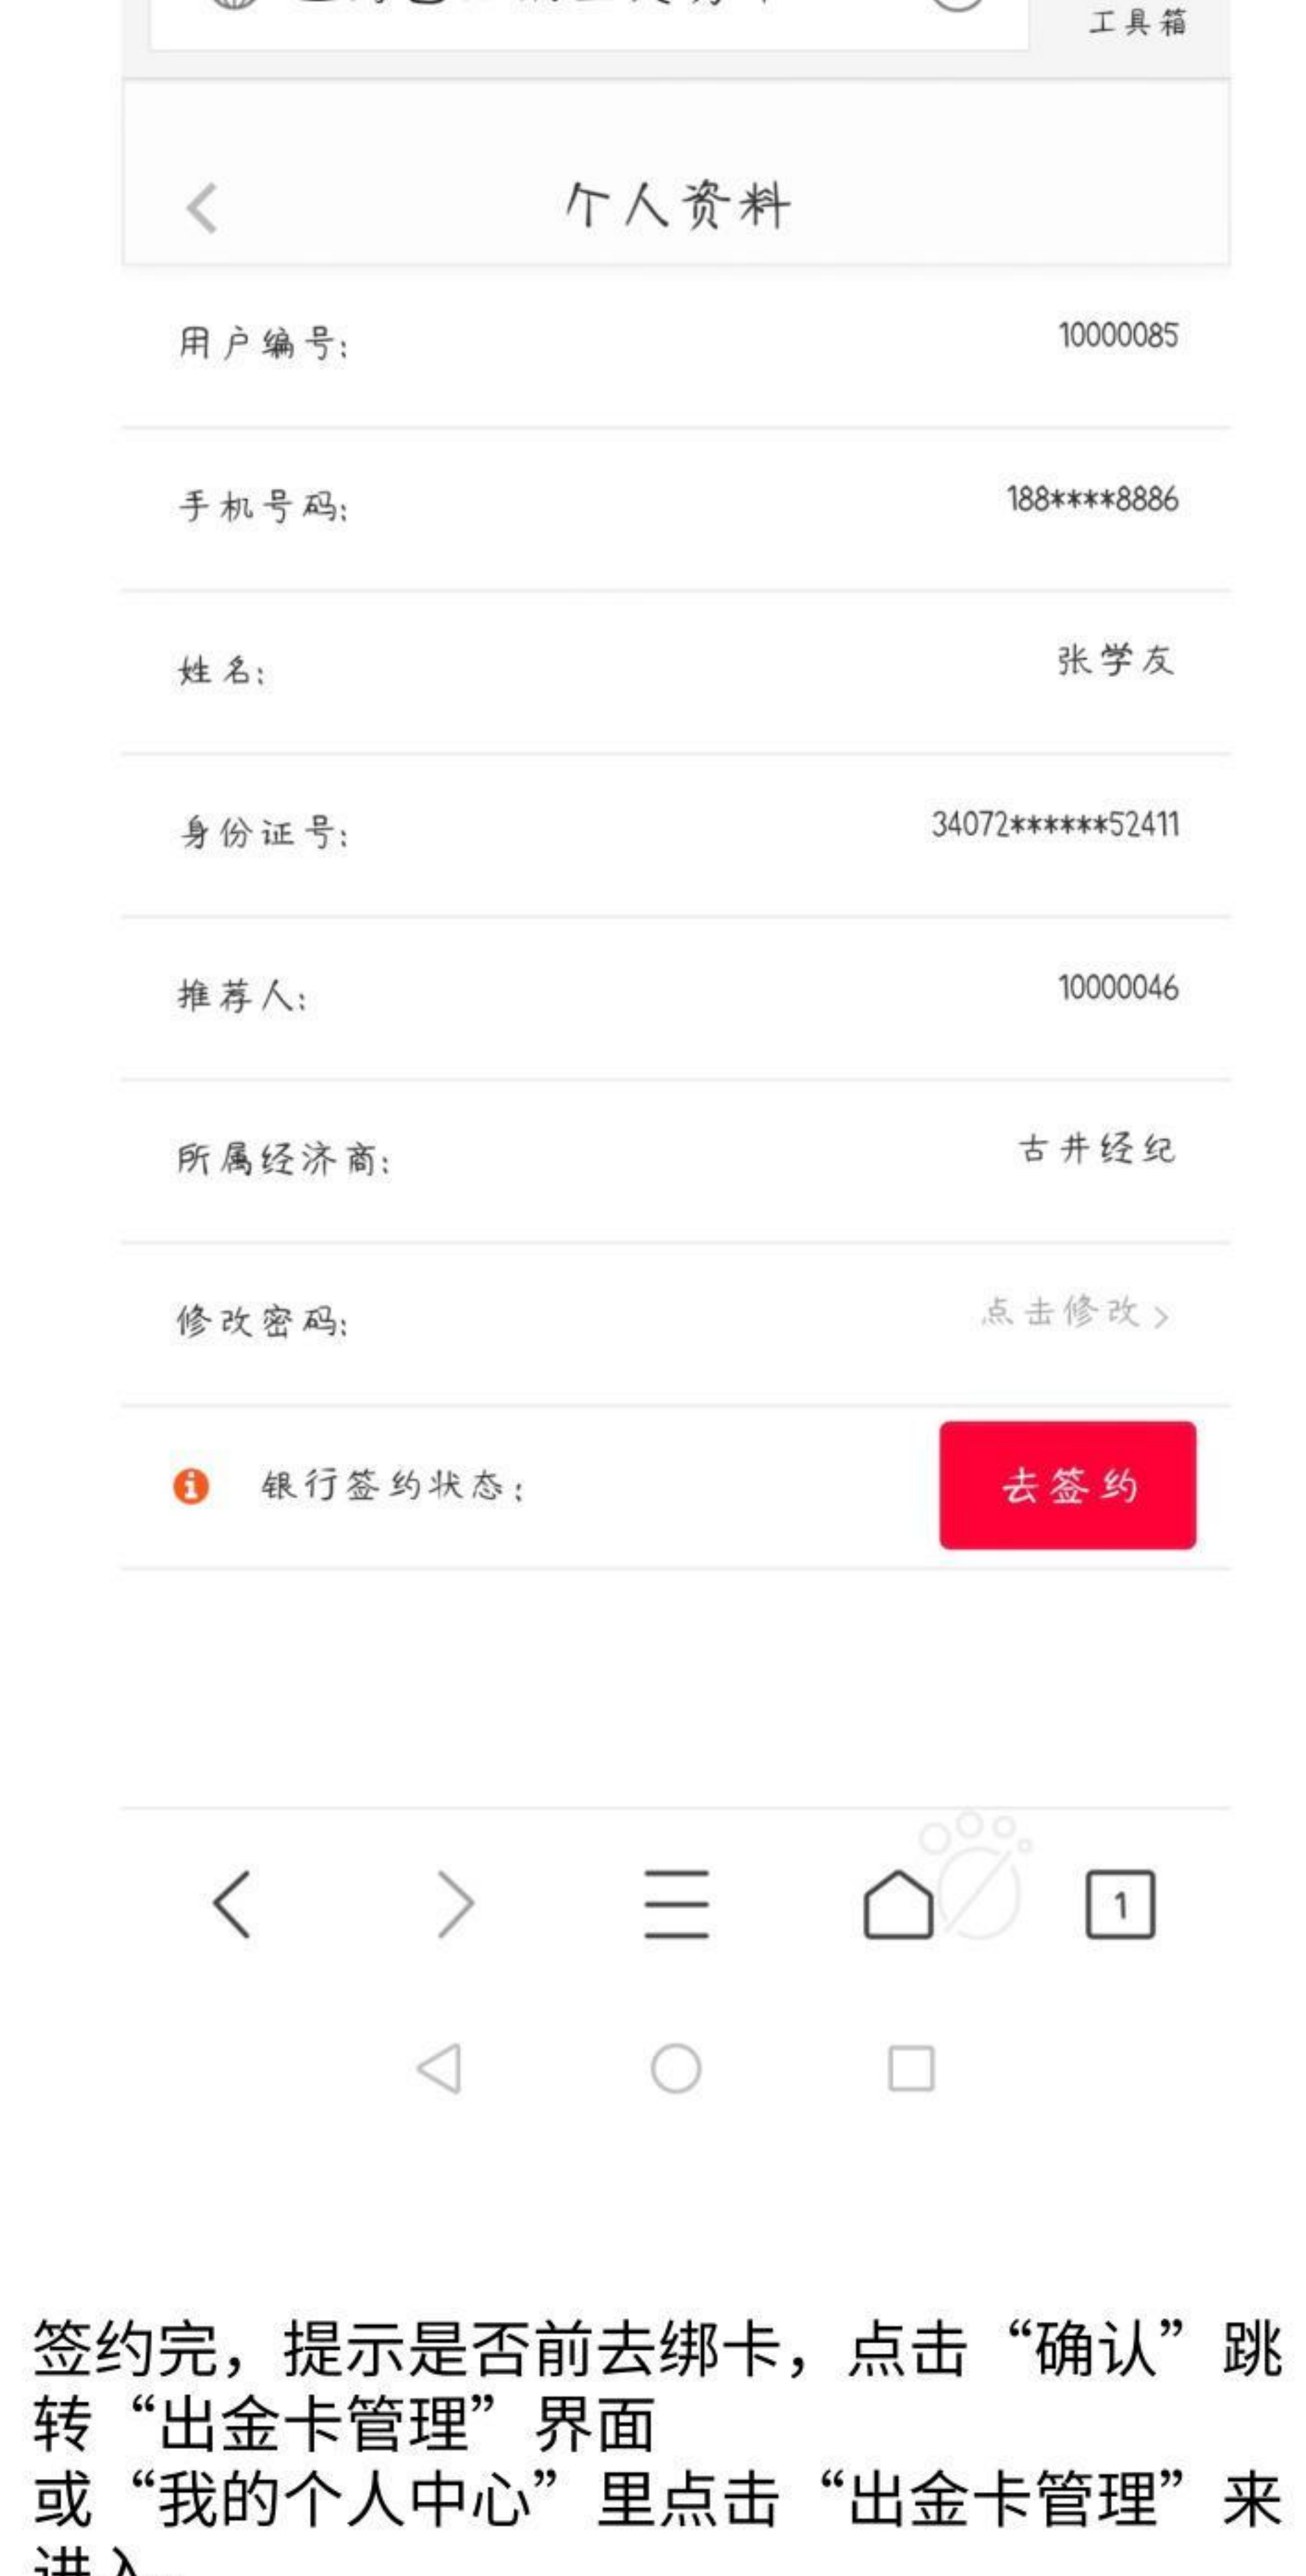 工具箱
个人资料
用户编号: 10000085
手机号码: 188****8886
姓名: 张学友
身份证号: 34072******52411
推荐人: 10000046
所属经济商: 古井经纪
修改密码: 点击修改 >
银行签约状态: 去签约
1
签约完，提示是否前去绑卡，点击“确认”跳
转“出金卡管理”界面
或“我的个人中心”里点击“出金卡管理”来
进入